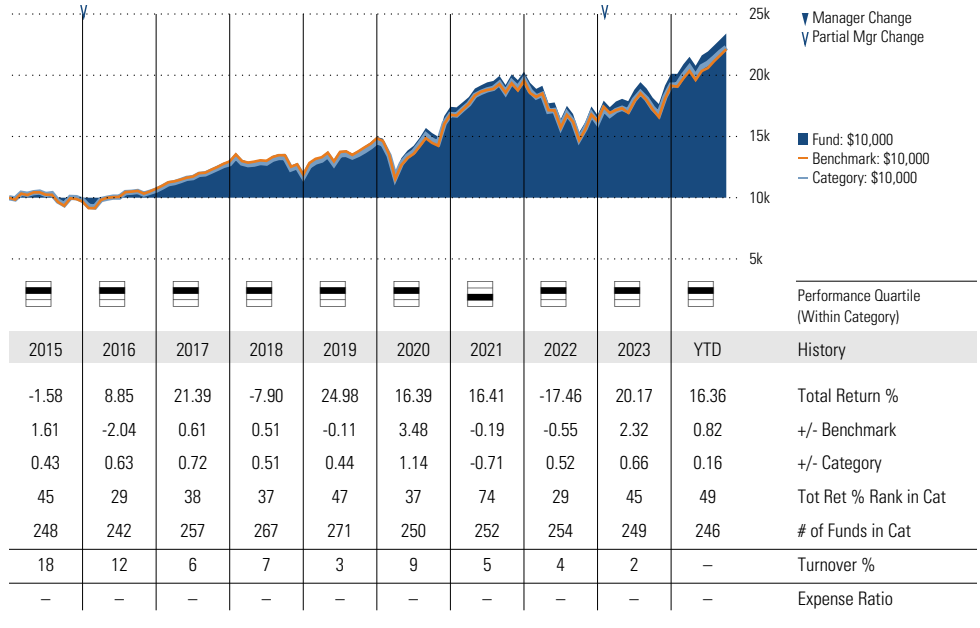 25k
▼ Manager Change
V Partial Mgr Change
20k
15k
Fund: $10,000
Benchmark: $10,000
Category: $10,000
10k
5k
Performance Quartile
(Within Category)
2015 2016 2017 2018 2019 2020 2021 2022 2023 YTD History
-1.58 8.85 21.39 -7.90 24.98 16.39 16.41 -17.46 20.17 16.36 Total Return %
1.61 -2.04 0.61 0.51 -0.11 3.48 -0.19 -0.55 2.32 0.82 +/- Benchmark
0.43 0.63 0.72 0.51 0.44 1.14 -0.71 0.52 0.66 0.16 +/- Category
45 29 38 37 47 37 74 29 45 49 Tot Ret % Rank in Cat
248 242 257 267 271 250 252 254 249 246 # of Funds in Cat
18 12 6 7 3 9 5 4 2 – Turnover %
– – – – – – – – – – Expense Ratio